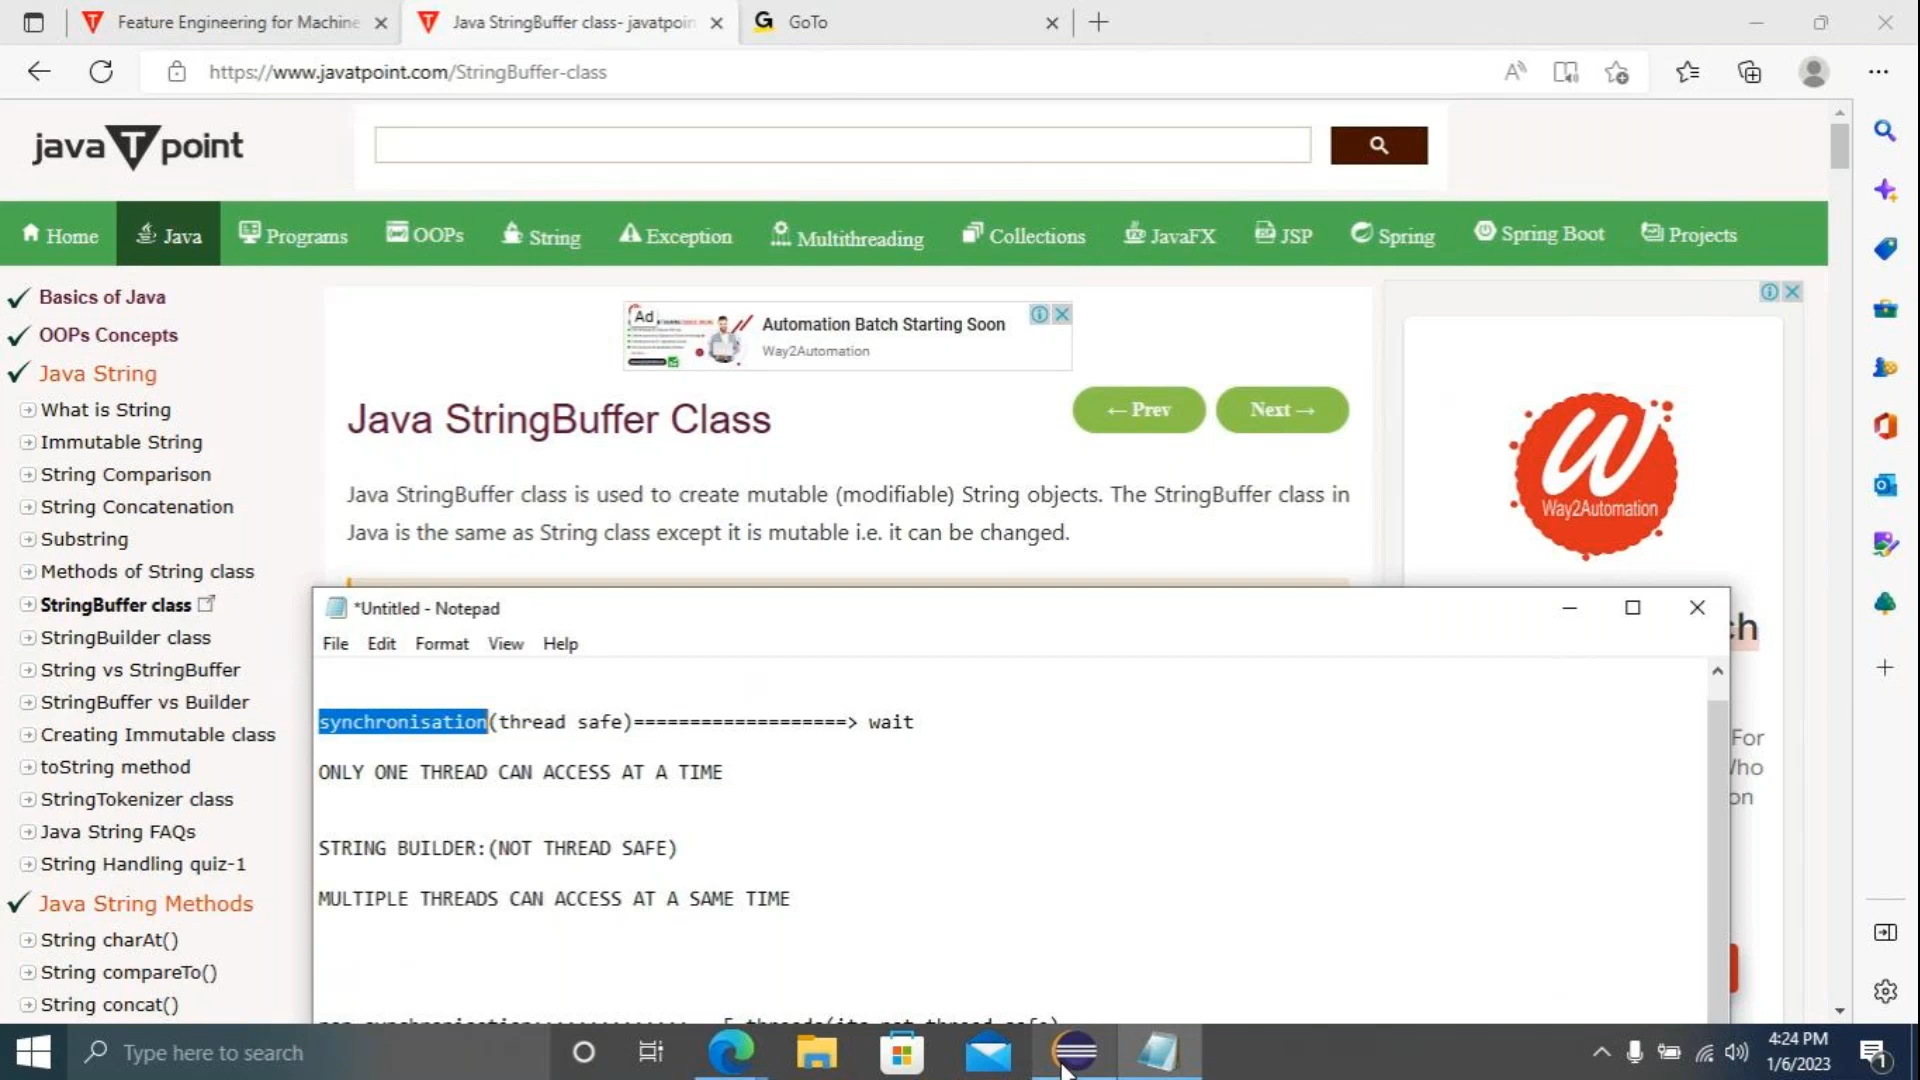 Feature Engineering for Machine
Java StringBuffer class- javatpoin
GoTo
https://www.javatpoint.com/StringBuffer-class
java T point
Home
Java
Programs
OOPs
String
Exception
Multithreading
Collections
JavaFX
JSP
Spring
Spring Boot
Projects
Basics of Java
OOPs Concepts
Java String
What is String
Immutable String
String Comparison
String Concatenation
Substring
Methods of String class
StringBuffer class
StringBuilder class
String vs StringBuffer
StringBuffer vs Builder
Creating Immutable class
toString method
StringTokenizer class
Java String FAQs
String Handling quiz-1
Java String Methods
String charAt()
String compareTo()
String concat()
Ad
Automation Batch Starting Soon
Way2Automation
← Prev
Next →
Java StringBuffer Class
Java StringBuffer class is used to create mutable (modifiable) String objects. The StringBuffer class in
Java is the same as String class except it is mutable i.e. it can be changed.
W
Way2Automation
ch
For
on
*Untitled - Notepad
File Edit Format View Help
synchronisation(thread safe)===================> wait
ONLY ONE THREAD CAN ACCESS AT A TIME
STRING BUILDER:(NOT THREAD SAFE)
MULTIPLE THREADS CAN ACCESS AT A SAME TIME
Type here to search
4:24 PM
1/6/2023
1